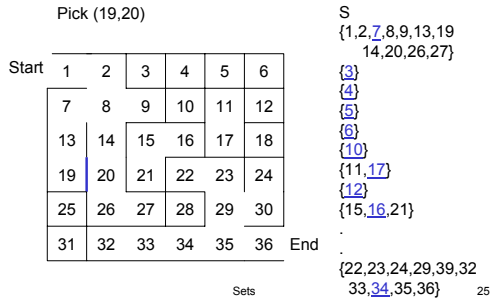 Pick (19,20)
Start 1 2 3 4 5 6
7 8 9 10 11 12
13 14 15 16 17 18
19 20 21 22 23 24
25 26 27 28 29 30
31 32 33 34 35 36 End
S
{1,2,7,8,9,13,19
14,20,26,27}
{3}
{4}
{5}
{6}
{10}
{11,17}
{12}
{15,16,21}
.
.
{22,23,24,29,39,32
33,34,35,36}
Sets
25